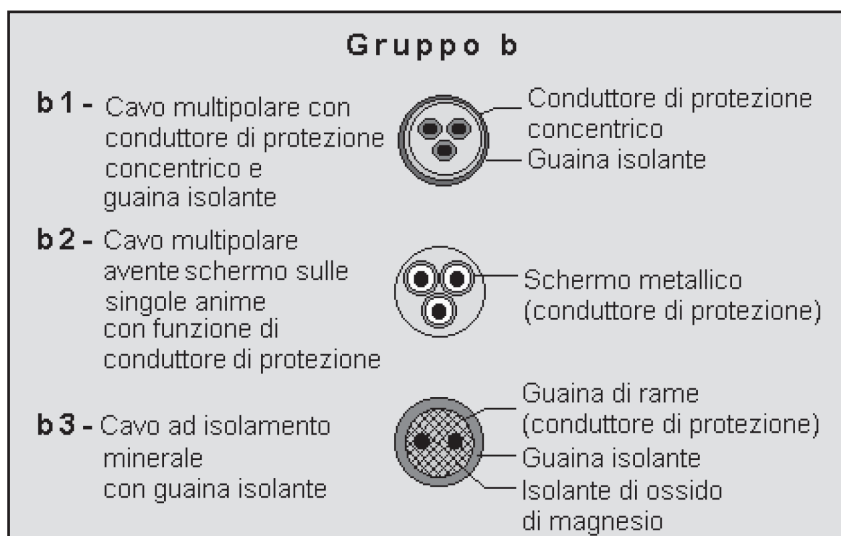 Gruppo b
b1- Cavo multipolare con
conduttore di protezione
concentrico e
guaina isolante
Conduttore di protezione
concentrico
Guaina isolante
b2- Cavo multipolare
avente schermo sulle
singole anime
con funzione di
conduttore di protezione
Schermo metallico
(conduttore di protezione)
b3- Cavo ad isolamento
minerale
con guaina isolante
Guaina di rame
(conduttore di protezione)
Guaina isolante
Isolante di ossido
di magnesio